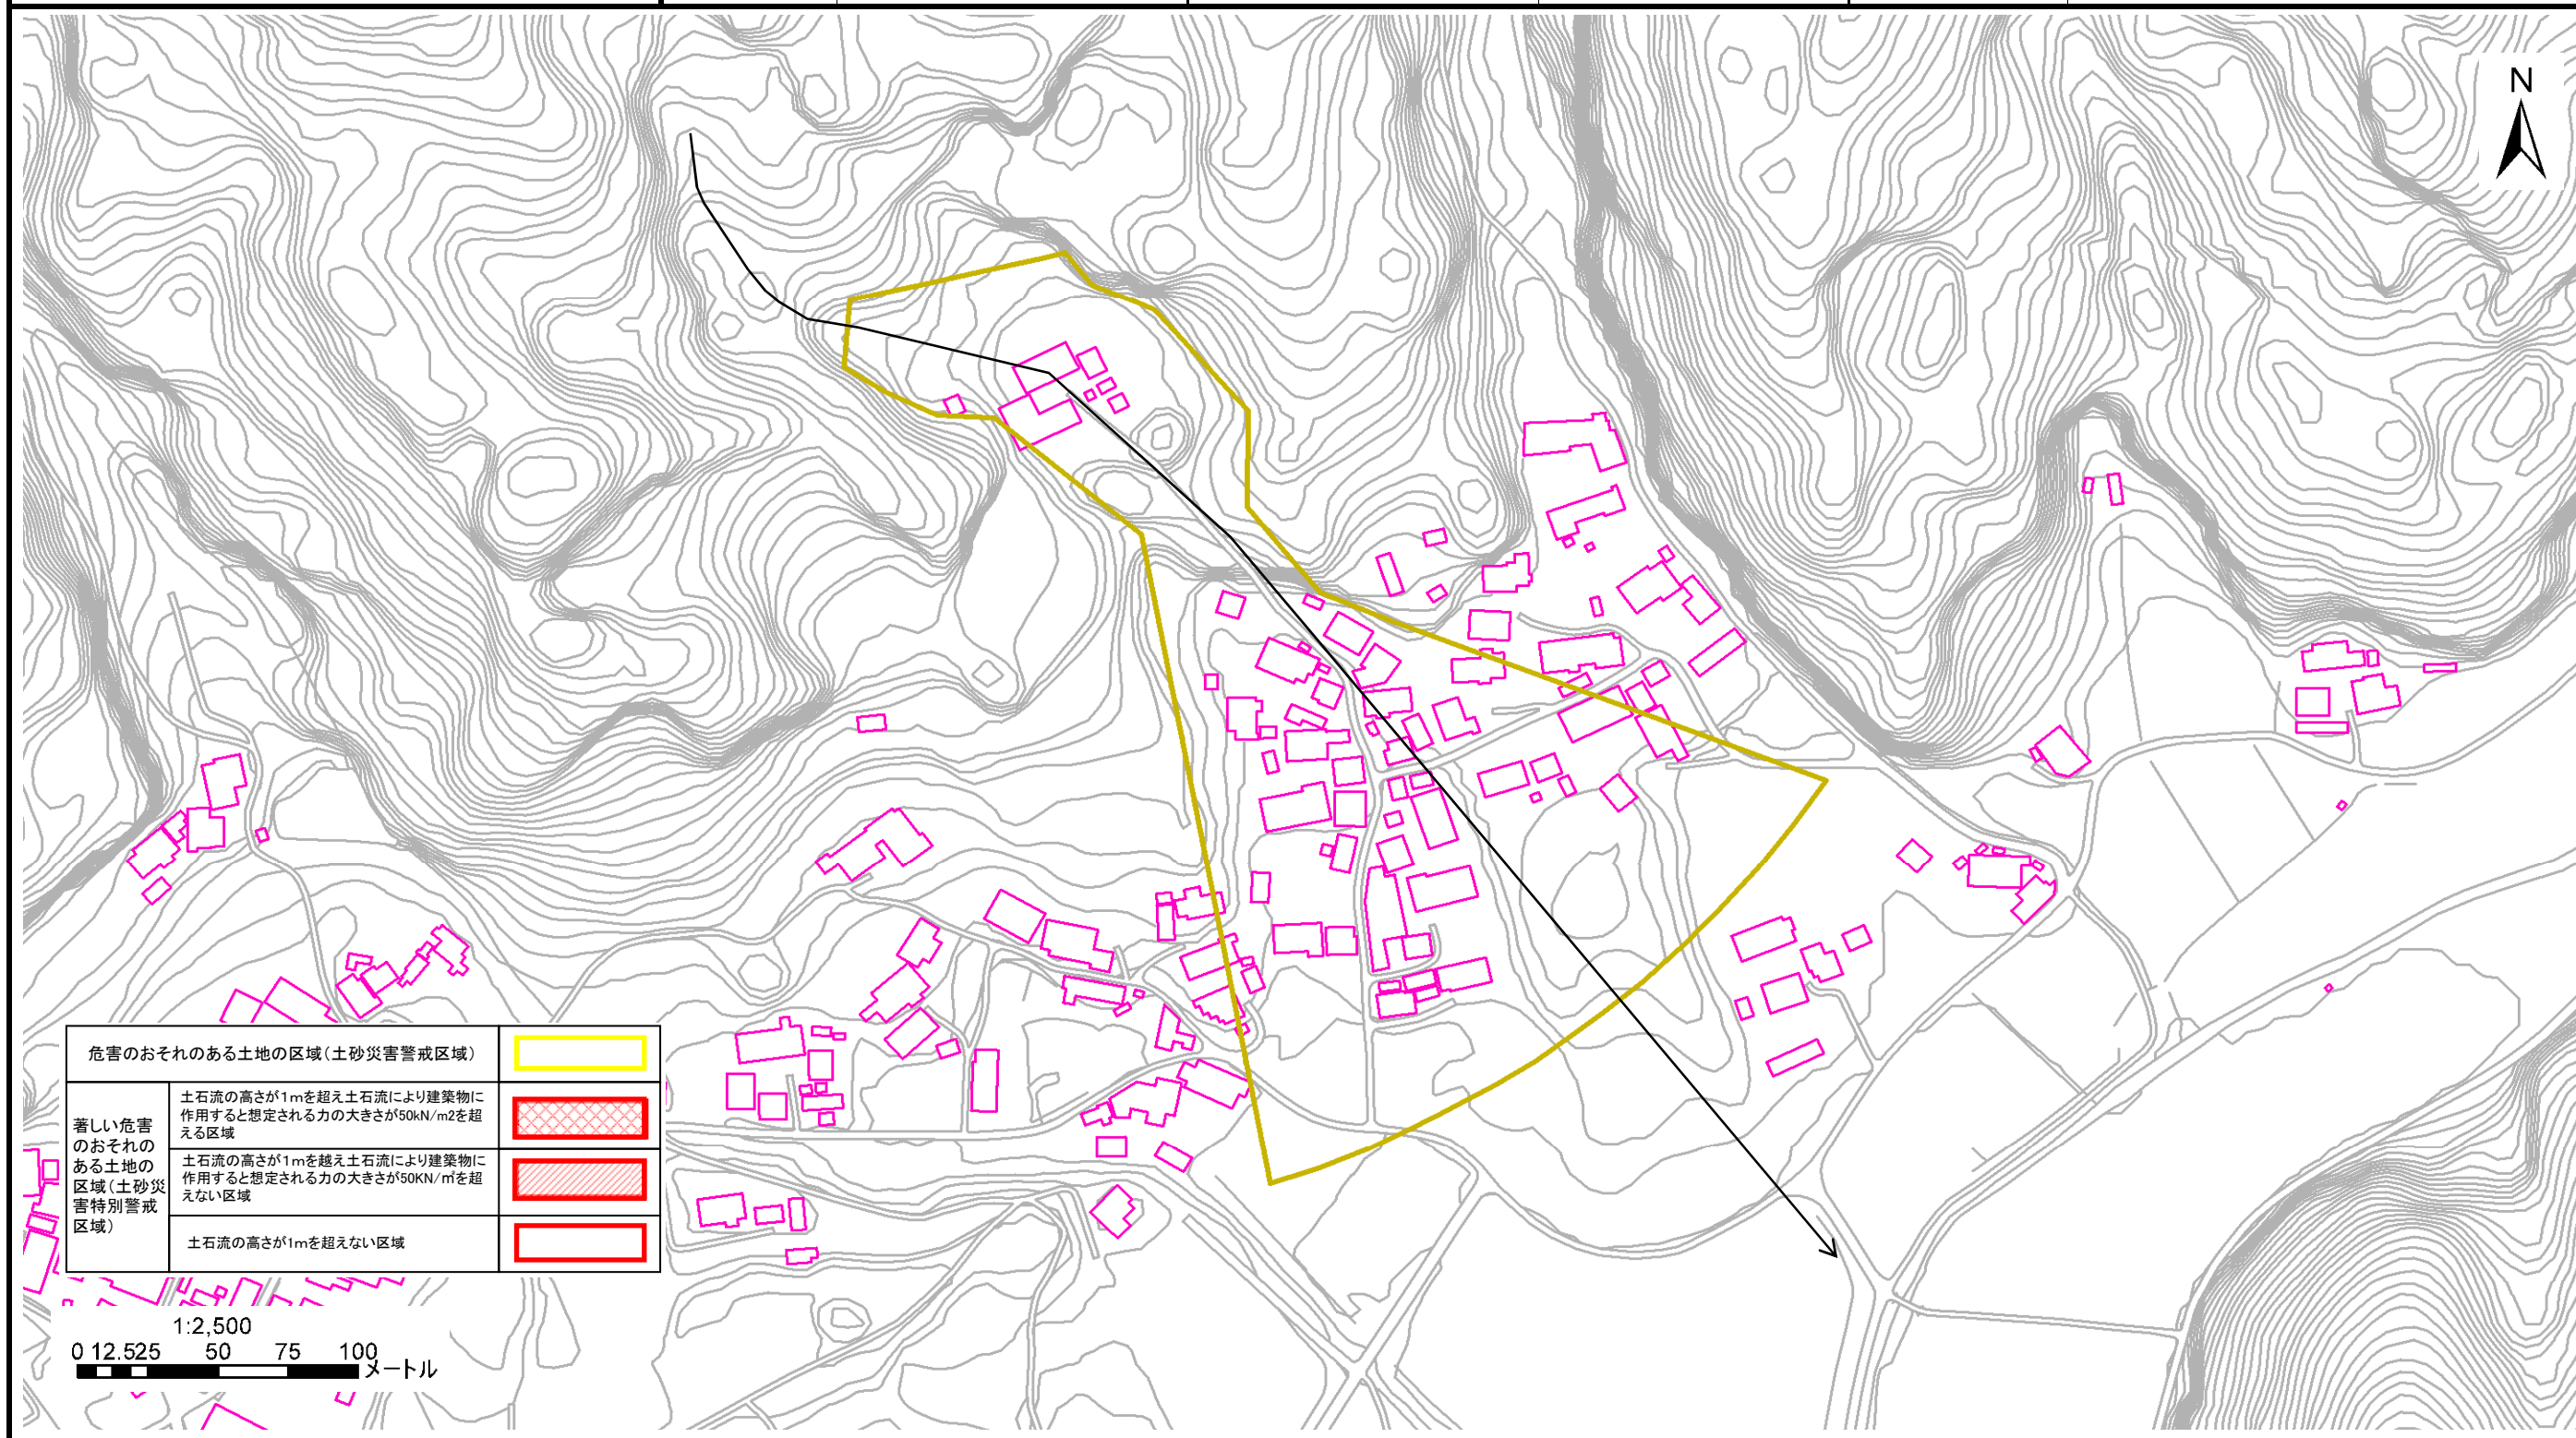 N
危害のおそれのある土地の区域(土砂災害警戒区域)
著しい危害
のおそれの
ある土地の
区域(土砂災
害特別警戒
区域)
土石流の高さが1mを超え土石流により建築物に
作用すると想定される力の大きさが50kN/m2を超
える区域
土石流の高さが1mを越え土石流により建築物に
作用すると想定される力の大きさが50KN/㎡を超
えない区域
土石流の高さが1mを超えない区域
1:2,500
0 12.525 50 75 100
メートル